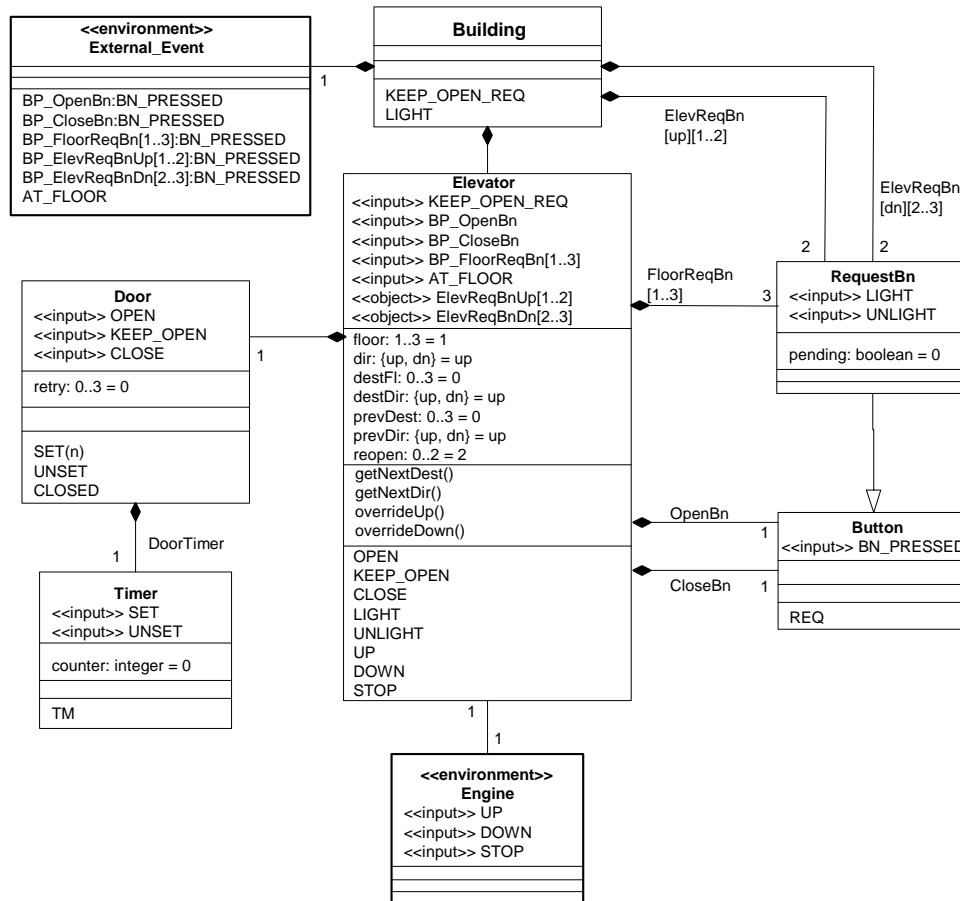 <<environment>>
External_Event
BP_OpenBn:BN_PRESSED
BP_CloseBn:BN_PRESSED
BP_FloorReqBn[1..3]:BN_PRESSED
BP_ElevReqBnUp[1..2]:BN_PRESSED
BP_ElevReqBnDn[2..3]:BN_PRESSED
AT_FLOOR
1
Building
KEEP_OPEN_REQ
LIGHT
ElevReqBn
[up][1..2]
ElevReqBn
[dn][2..3]
2
2
Elevator
<<input>> KEEP_OPEN_REQ
<<input>> BP_OpenBn
<<input>> BP_CloseBn
<<input>> BP_FloorReqBn[1..3]
<<input>> AT_FLOOR
<<object>> ElevReqBnUp[1..2]
<<object>> ElevReqBnDn[2..3]
floor: 1..3 = 1
dir: {up, dn} = up
destFl: 0..3 = 0
destDir: {up, dn} = up
prevDest: 0..3 = 0
prevDir: {up, dn} = up
reopen: 0..2 = 2
getNextDest()
getNextDir()
overrideUp()
overrideDown()
OPEN
KEEP_OPEN
CLOSE
LIGHT
UNLIGHT
UP
DOWN
STOP
FloorReqBn
[1..3]
3
RequestBn
<<input>> LIGHT
<<input>> UNLIGHT
pending: boolean = 0
Door
<<input>> OPEN
<<input>> KEEP_OPEN
<<input>> CLOSE
retry: 0..3 = 0
SET(n)
UNSET
CLOSED
1
DoorTimer
1
Timer
<<input>> SET
<<input>> UNSET
counter: integer = 0
TM
OpenBn
1
CloseBn
1
Button
<<input>> BN_PRESSED
REQ
1
1
<<environment>>
Engine
<<input>> UP
<<input>> DOWN
<<input>> STOP